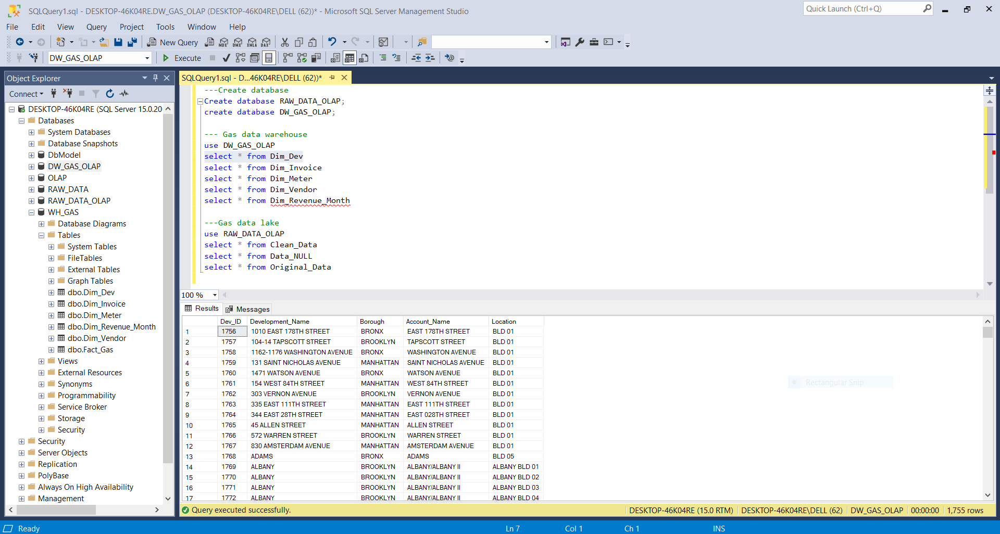 SQLQuery1.sql - DESKTOP-46K04RE.DW_GAS_OLAP (DESKTOP-46K04RE\DELL (62))* - Microsoft SQL Server Management Studio
Quick Launch (Ctrl+Q)
File Edit View Query Project Tools Window Help
New Query MDX DMX XMLA DAX
DW_GAS_OLAP Execute
Object Explorer
Connect
DESKTOP-46K04RE (SQL Server 15.0.20
Databases
System Databases
Database Snapshots
DbModel
DW_GAS_OLAP
OLAP
RAW_DATA
RAW_DATA_OLAP
WH_GAS
Database Diagrams
Tables
System Tables
FileTables
External Tables
Graph Tables
dbo.Dim_Dev
dbo.Dim_Invoice
dbo.Dim_Meter
dbo.Dim_Revenue_Month
dbo.Dim_Vendor
dbo.Fact_Gas
Views
External Resources
Synonyms
Programmability
Service Broker
Storage
Security
Security
Server Objects
Replication
PolyBase
Always On High Availability
Management
SQLQuery1.sql - D...46K04RE\DELL (62))*
---Create database
Create database RAW_DATA_OLAP;
create database DW_GAS_OLAP;
--- Gas data warehouse
use DW_GAS_OLAP
select * from Dim_Dev
select * from Dim_Invoice
select * from Dim_Meter
select * from Dim_Vendor
select * from Dim_Revenue_Month
---Gas data lake
use RAW_DATA_OLAP
select * from Clean_Data
select * from Data_NULL
select * from Original_Data
100 %
Results Messages
Dev_ID Development_Name Borough Account_Name Location
1 1756 1010 EAST 178TH STREET BRONX EAST 178TH STREET BLD 01
2 1757 104-14 TAPSCOTT STREET BROOKLYN TAPSCOTT STREET BLD 01
3 1758 1162-1176 WASHINGTON AVENUE BRONX WASHINGTON AVENUE BLD 01
4 1759 131 SAINT NICHOLAS AVENUE MANHATTAN SAINT NICHOLAS AVENUE BLD 01
5 1760 1471 WATSON AVENUE BRONX WATSON AVENUE BLD 01
6 1761 154 WEST 84TH STREET MANHATTAN WEST 84TH STREET BLD 01
7 1762 303 VERNON AVENUE BROOKLYN VERNON AVENUE BLD 01
8 1763 335 EAST 111TH STREET MANHATTAN EAST 111TH STREET BLD 01
9 1764 344 EAST 28TH STREET MANHATTAN EAST 028TH STREET BLD 01
10 1765 45 ALLEN STREET MANHATTAN ALLEN STREET BLD 01
11 1766 572 WARREN STREET BROOKLYN WARREN STREET BLD 01
12 1767 830 AMSTERDAM AVENUE MANHATTAN AMSTERDAM AVENUE BLD 01
13 1768 ADAMS BRONX ADAMS BLD 05
14 1769 ALBANY BROOKLYN ALBANY/ALBANY II ALBANY BLD 01
15 1770 ALBANY BROOKLYN ALBANY/ALBANY II ALBANY BLD 02
16 1771 ALBANY BROOKLYN ALBANY/ALBANY II ALBANY BLD 03
17 1772 ALBANY BROOKLYN ALBANY/ALBANY II ALBANY BLD 04
Rectangular Snip
Query executed successfully.
DESKTOP-46K04RE (15.0 RTM) DESKTOP-46K04RE\DELL (62) DW_GAS_OLAP 00:00:00 1,755 rows
Ready Ln 7 Col 1 Ch 1 INS